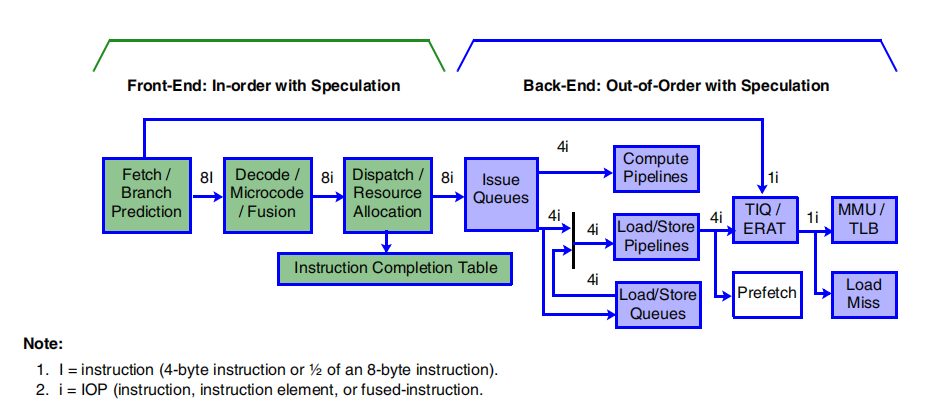 Front-End: In-order with Speculation
Back-End: Out-of-Order with Speculation
Fetch /
Branch
Prediction
8I
Decode /
Microcode
/ Fusion
8i
Dispatch /
Resource
Allocation
8i
Issue
Queues
4i
Compute
Pipelines
4i
4i
Load/Store
Pipelines
4i
Load/Store
Queues
4i
1i
TIQ /
ERAT
1i
MMU /
TLB
Prefetch
Load
Miss
Instruction Completion Table
Note:
1. I = instruction (4-byte instruction or ½ of an 8-byte instruction).
2. i = IOP (instruction, instruction element, or fused-instruction.